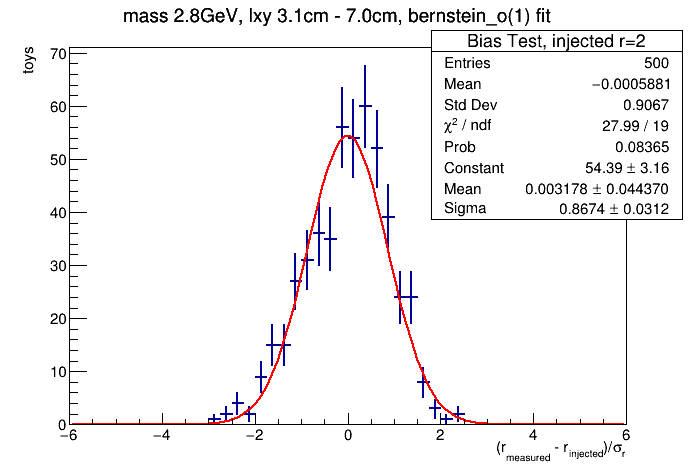 mass 2.8GeV, lxy 3.1cm - 7.0cm, bernstein_o(1) fit
Bias Test, injected r=2
Entries 500
Mean −0.0005881
Std Dev 0.9067
χ² / ndf 27.99 / 19
Prob 0.08365
Constant 54.39 ± 3.16
Mean 0.003178 ± 0.044370
Sigma 0.8674 ± 0.0312
toys
70
60
50
40
30
20
10
0
−6 −4 −2 0 2 4 6
(r_measured - r_injected)/σ_r